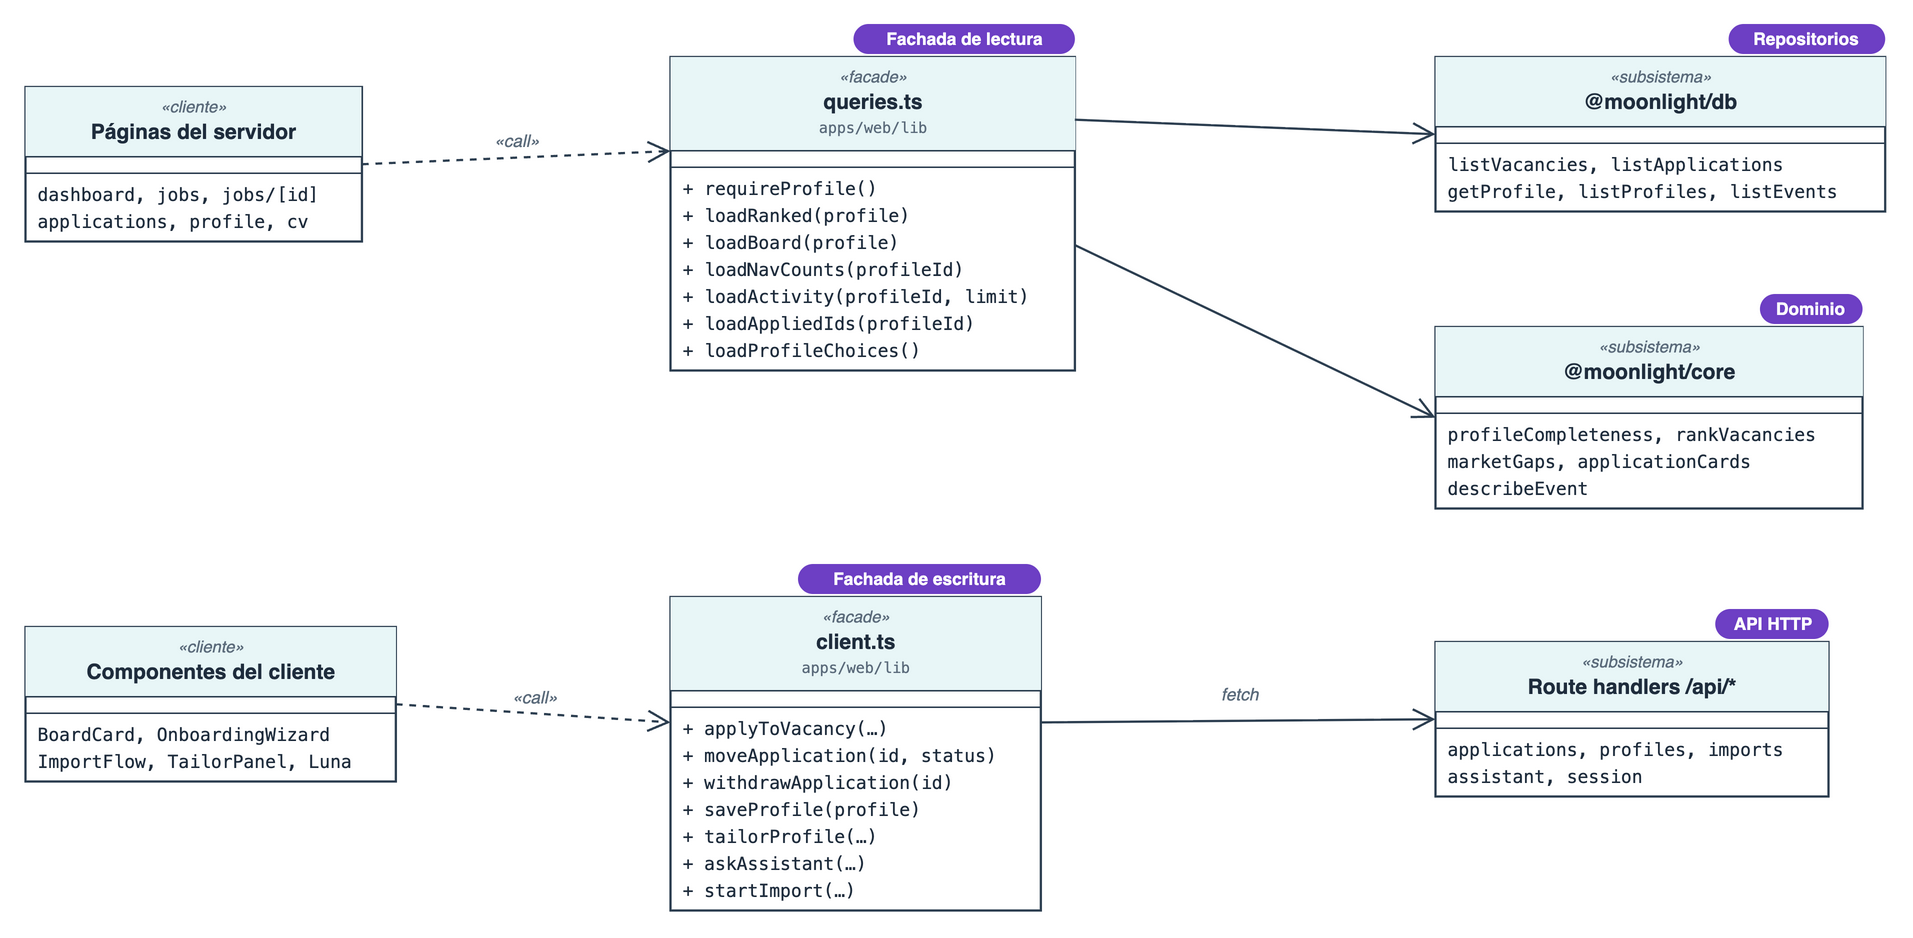 Fachada de lectura
Repositorios
«cliente»
Páginas del servidor
dashboard, jobs, jobs/[id]
applications, profile, cv
«call»
«facade»
queries.ts
apps/web/lib
+ requireProfile()
+ loadRanked(profile)
+ loadBoard(profile)
+ loadNavCounts(profileId)
+ loadActivity(profileId, limit)
+ loadAppliedIds(profileId)
+ loadProfileChoices()
«subsistema»
@moonlight/db
listVacancies, listApplications
getProfile, listProfiles, listEvents
Dominio
«subsistema»
@moonlight/core
profileCompleteness, rankVacancies
marketGaps, applicationCards
describeEvent
Fachada de escritura
API HTTP
«cliente»
Componentes del cliente
BoardCard, OnboardingWizard
ImportFlow, TailorPanel, Luna
«call»
«facade»
client.ts
apps/web/lib
+ applyToVacancy(…)
+ moveApplication(id, status)
+ withdrawApplication(id)
+ saveProfile(profile)
+ tailorProfile(…)
+ askAssistant(…)
+ startImport(…)
fetch
«subsistema»
Route handlers /api/*
applications, profiles, imports
assistant, session